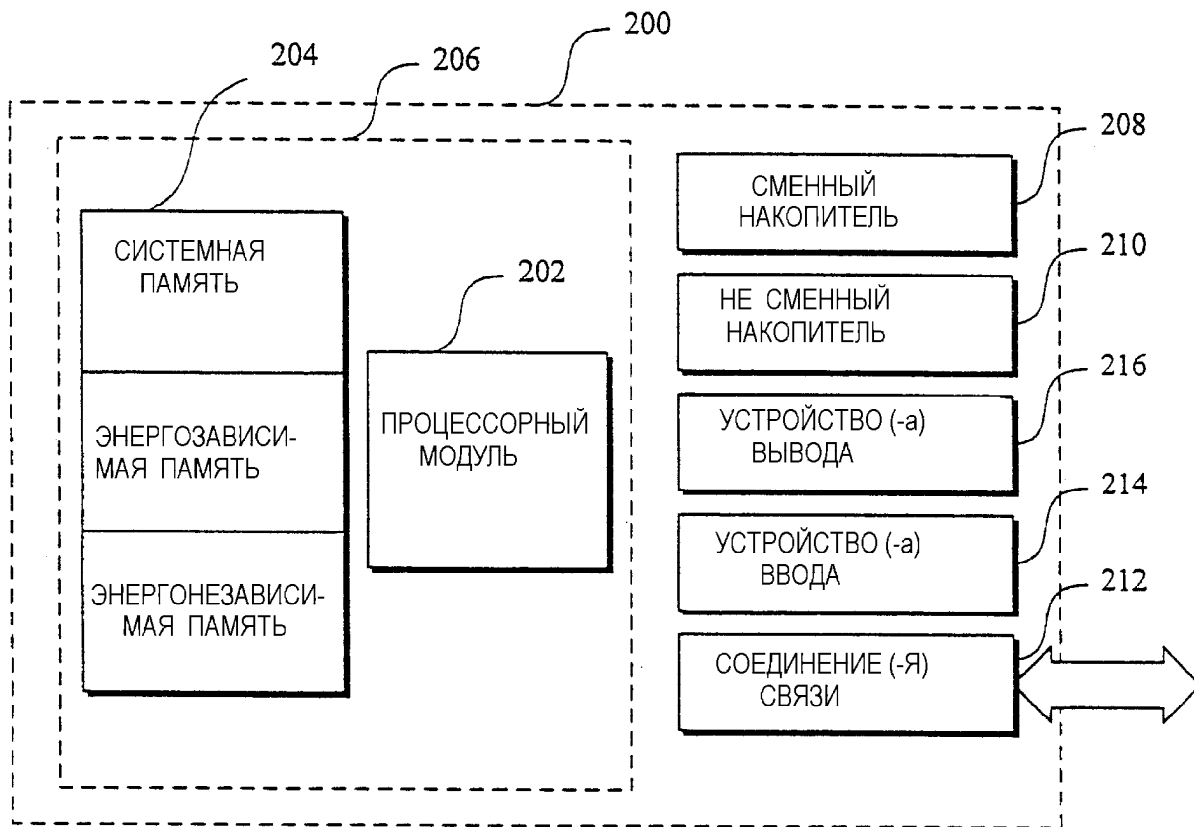 200
204
206
208
СМЕННЫЙ
НАКОПИТЕЛЬ
СИСТЕМНАЯ
ПАМЯТЬ
202
210
НЕ СМЕННЫЙ
НАКОПИТЕЛЬ
216
ЭНЕРГОЗАВИСИ-
МАЯ ПАМЯТЬ
ПРОЦЕССОРНЫЙ
МОДУЛЬ
УСТРОЙСТВО (-а)
ВЫВОДА
214
УСТРОЙСТВО (-а)
ВВОДА
212
ЭНЕРГОНЕЗАВИСИ-
МАЯ ПАМЯТЬ
СОЕДИНЕНИЕ (-Я)
СВЯЗИ